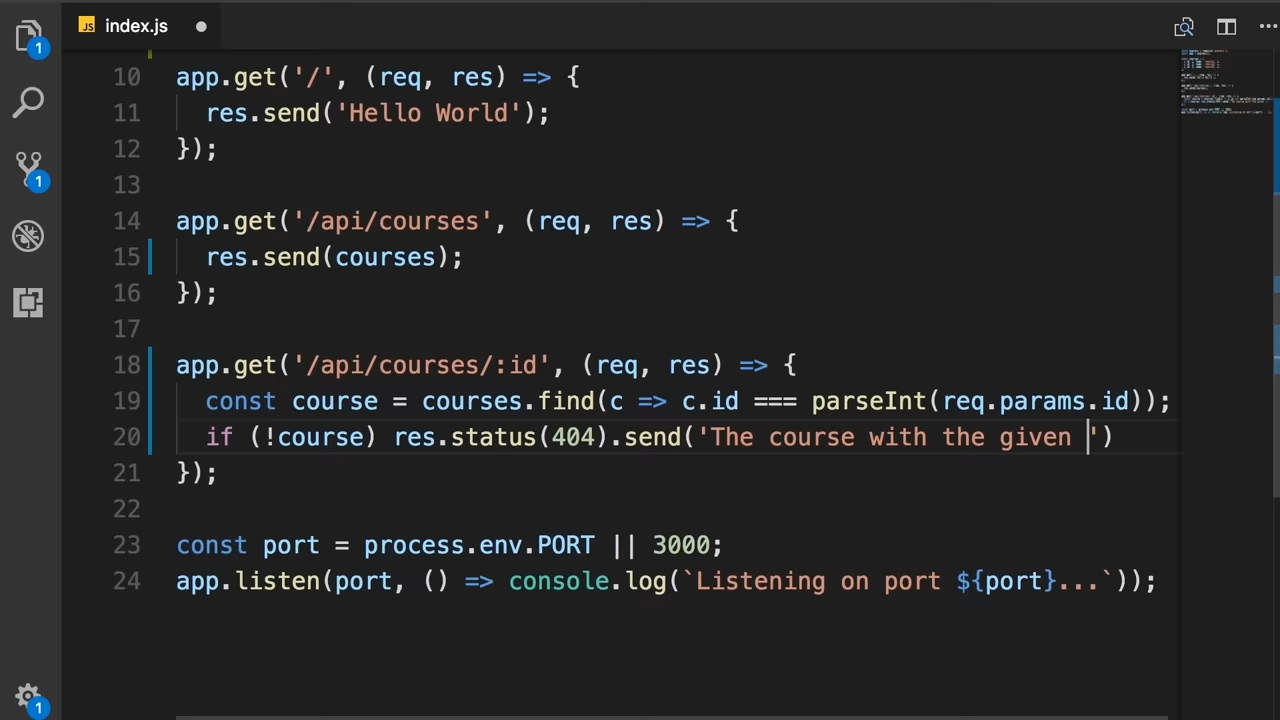 JS index.js
1
1
1
10 app.get('/', (req, res) => {
11 res.send('Hello World');
12 });
13
14 app.get('/api/courses', (req, res) => {
15 res.send(courses);
16 });
17
18 app.get('/api/courses/:id', (req, res) => {
19 const course = courses.find(c => c.id === parseInt(req.params.id));
20 if (!course) res.status(404).send('The course with the given ')
21 });
22
23 const port = process.env.PORT || 3000;
24 app.listen(port, () => console.log(`Listening on port ${port}...`));